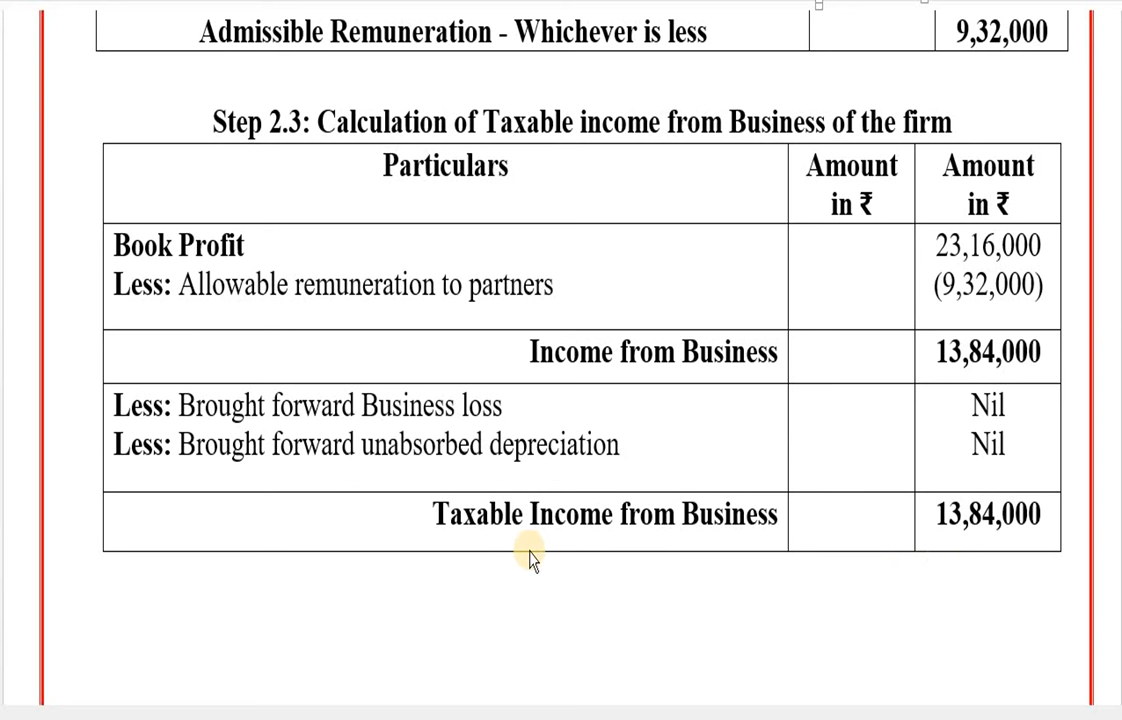 Admissible Remuneration - Whichever is less 9,32,000
Step 2.3: Calculation of Taxable income from Business of the firm
Particulars Amount in ₹ Amount in ₹
Book Profit 23,16,000
Less: Allowable remuneration to partners (9,32,000)
Income from Business 13,84,000
Less: Brought forward Business loss Nil
Less: Brought forward unabsorbed depreciation Nil
Taxable Income from Business 13,84,000